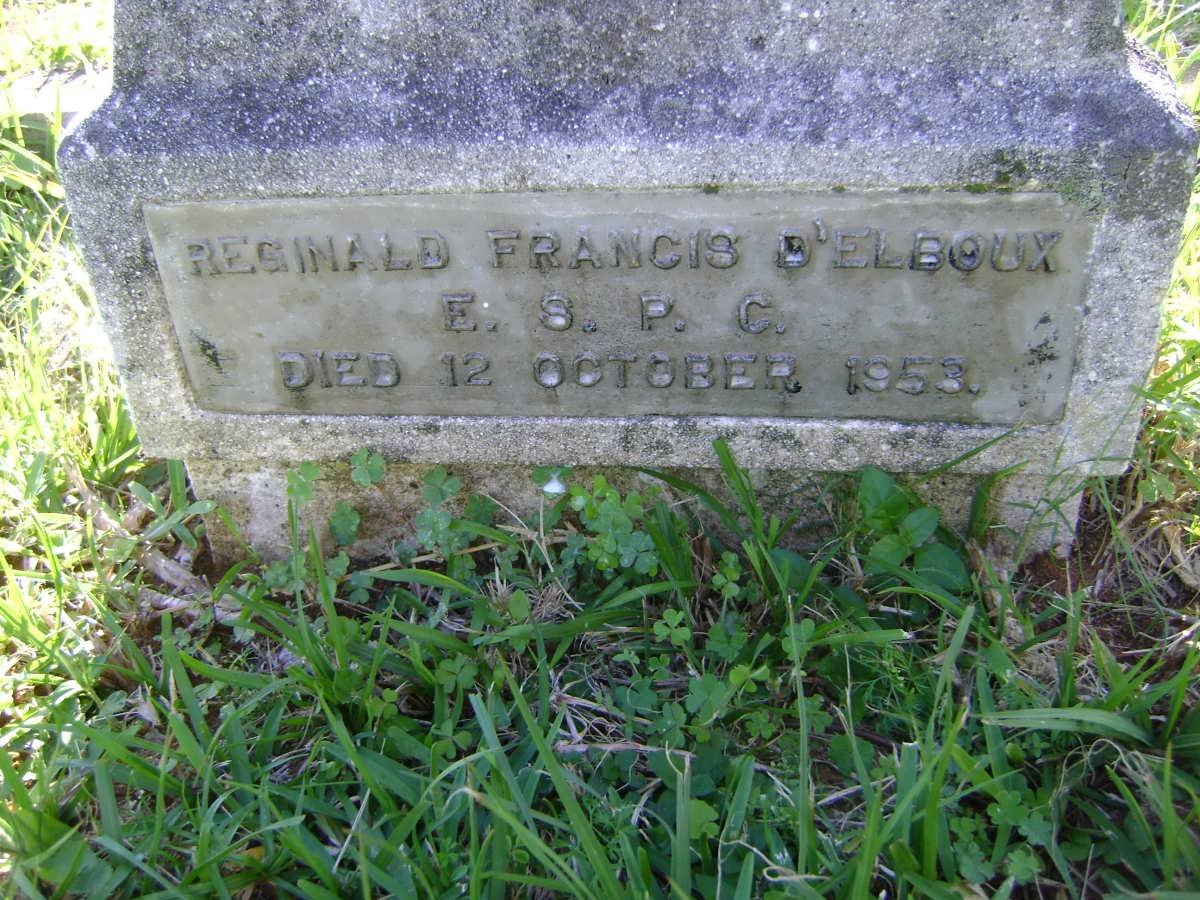 REGINALD FRANCIS D'ELBOUX
E. S. P. C.
DIED 12 OCTOBER 1953.